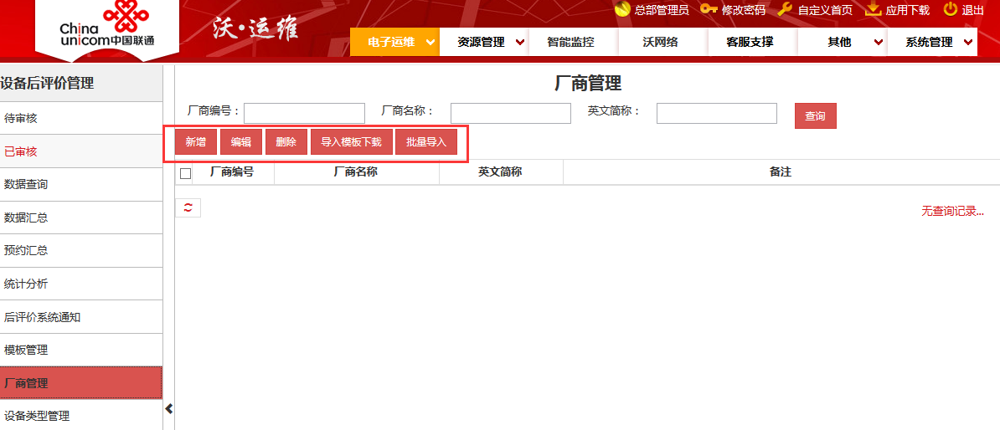 China
unicom中国联通
沃·运维
总部管理员 修改密码 自定义首页 应用下载 退出
电子运维 资源管理 智能监控 沃网络 客服支撑 其他 系统管理
设备后评价管理
待审核
已审核
数据查询
数据汇总
预约汇总
统计分析
后评价系统通知
模板管理
厂商管理
设备类型管理
厂商管理
厂商编号： 厂商名称： 英文简称： 查询
新增 编辑 删除 导入模板下载 批量导入
厂商编号 厂商名称 英文简称 备注
无查询记录...